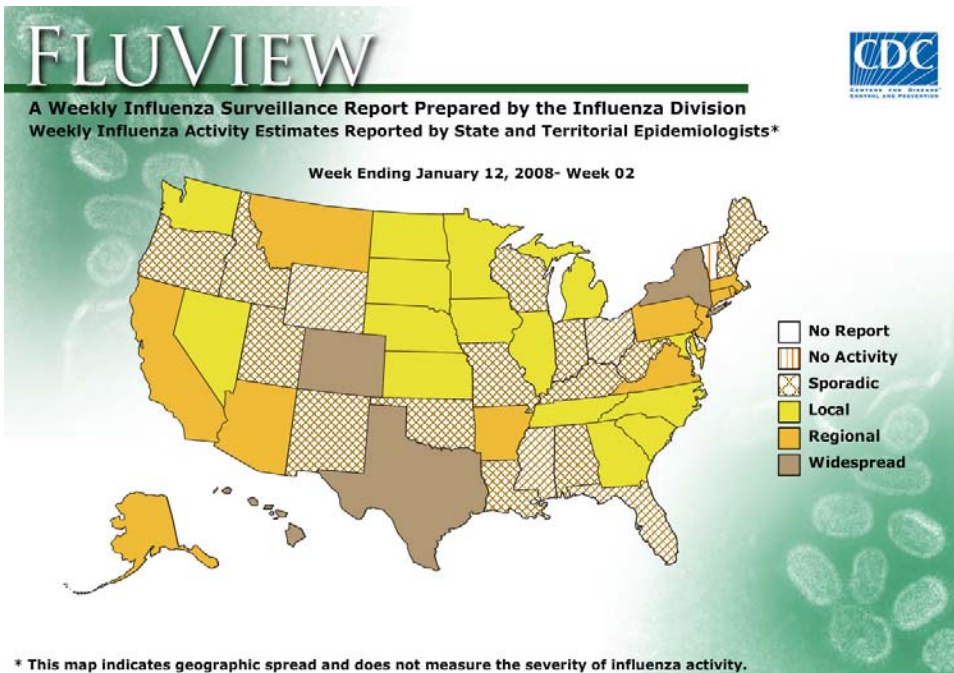 FLUVIEW
CDC
CENTERS FOR DISEASE
CONTROL AND PREVENTION
A Weekly Influenza Surveillance Report Prepared by the Influenza Division
Weekly Influenza Activity Estimates Reported by State and Territorial Epidemiologists*
Week Ending January 12, 2008- Week 02
No Report
No Activity
Sporadic
Local
Regional
Widespread
* This map indicates geographic spread and does not measure the severity of influenza activity.